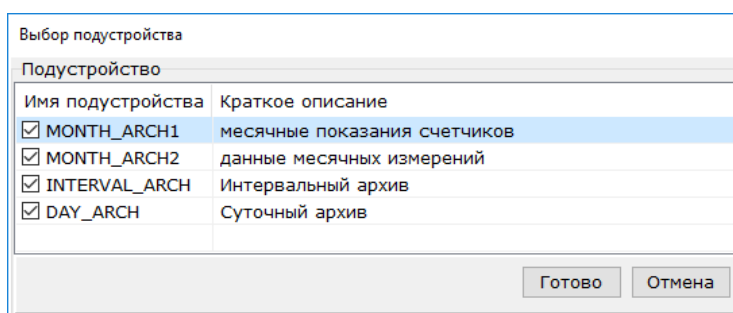 Выбор подустройства
Подустройство
Имя подустройства Краткое описание
MONTH_ARCH1 месячные показания счетчиков
MONTH_ARCH2 данные месячных измерений
INTERVAL_ARCH Интервальный архив
DAY_ARCH Суточный архив
Готово Отмена